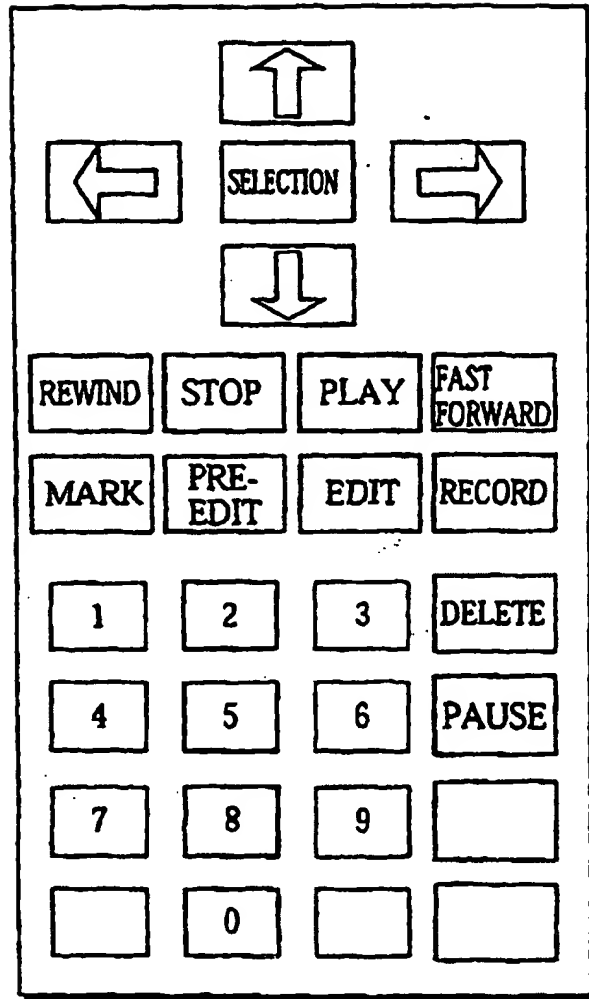 SELECTION
REWIND STOP PLAY FAST
FORWARD
MARK PRE-
EDIT EDIT RECORD
1 2 3 DELETE
4 5 6 PAUSE
7 8 9
0